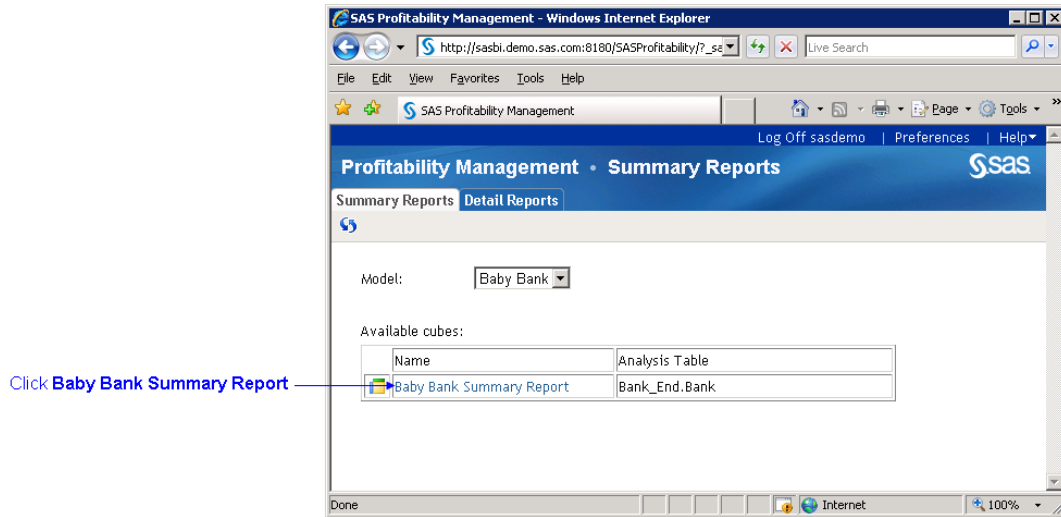 SAS Profitability Management - Windows Internet Explorer
http://sasbi.demo.sas.com:8180/SASProfitability/?_sa
Live Search
File Edit View Favorites Tools Help
SAS Profitability Management
Page Tools »
Log Off sasdemo | Preferences | Help
Profitability Management • Summary Reports
sas
Summary Reports Detail Reports
Model: Baby Bank
Available cubes:
Name Analysis Table
Click Baby Bank Summary Report
Baby Bank Summary Report Bank_End.Bank
Done Internet 100%